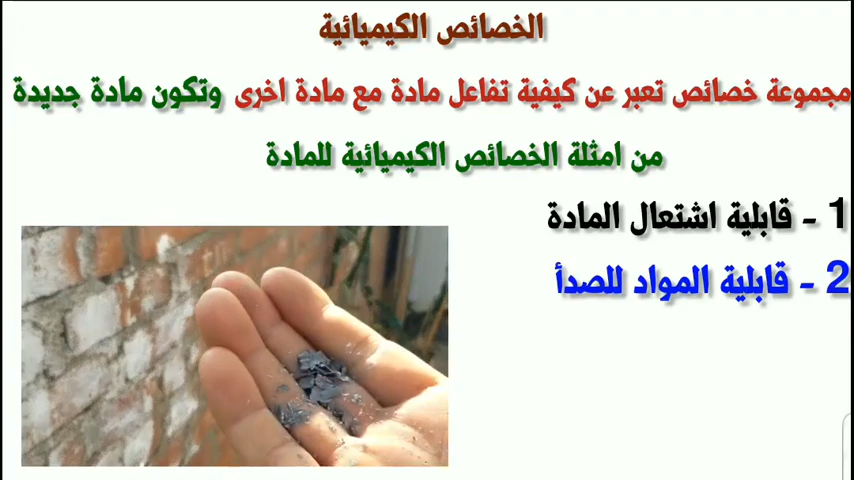 الخصائص الكيميائية
مجموعة خصائص تعبر عن كيفية تفاعل مادة مع مادة اخرى وتكون مادة جديدة
من امثلة الخصائص الكيميائية للمادة
1 - قابلية اشتعال المادة
2 - قابلية المواد للصدأ